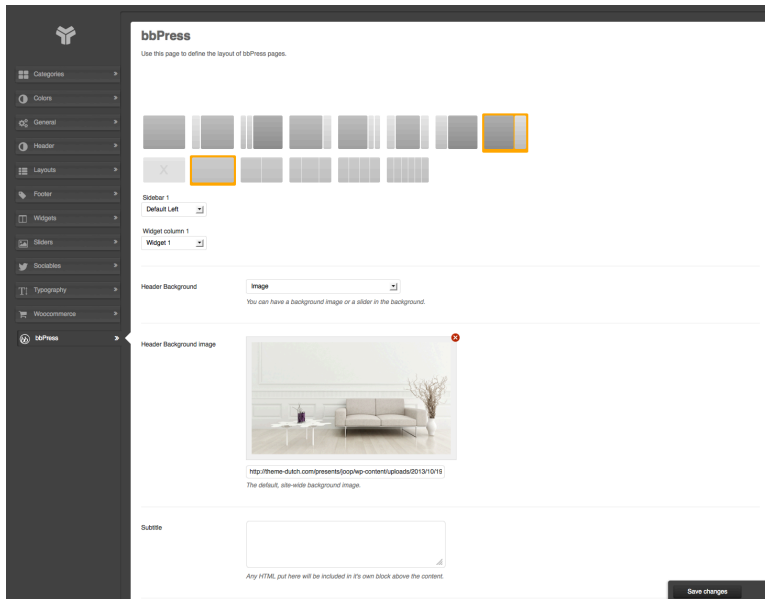 bbPress
Use this page to define the layout of bbPress pages.
Categories
Colors
General
Header
Layouts
Footer
Widgets
Sliders
Sociables
Typography
Woocommerce
bbPress
X
Sidebar 1
Default Left
Widget column 1
Widget 1
Header Background
Image
You can have a background image or a slider in the background.
Header Background image
http://theme-dutch.com/presents/joop/wp-content/uploads/2013/10/19
The default, site-wide background image.
Subtitle
Any HTML put here will be included in it's own block above the content.
Save changes